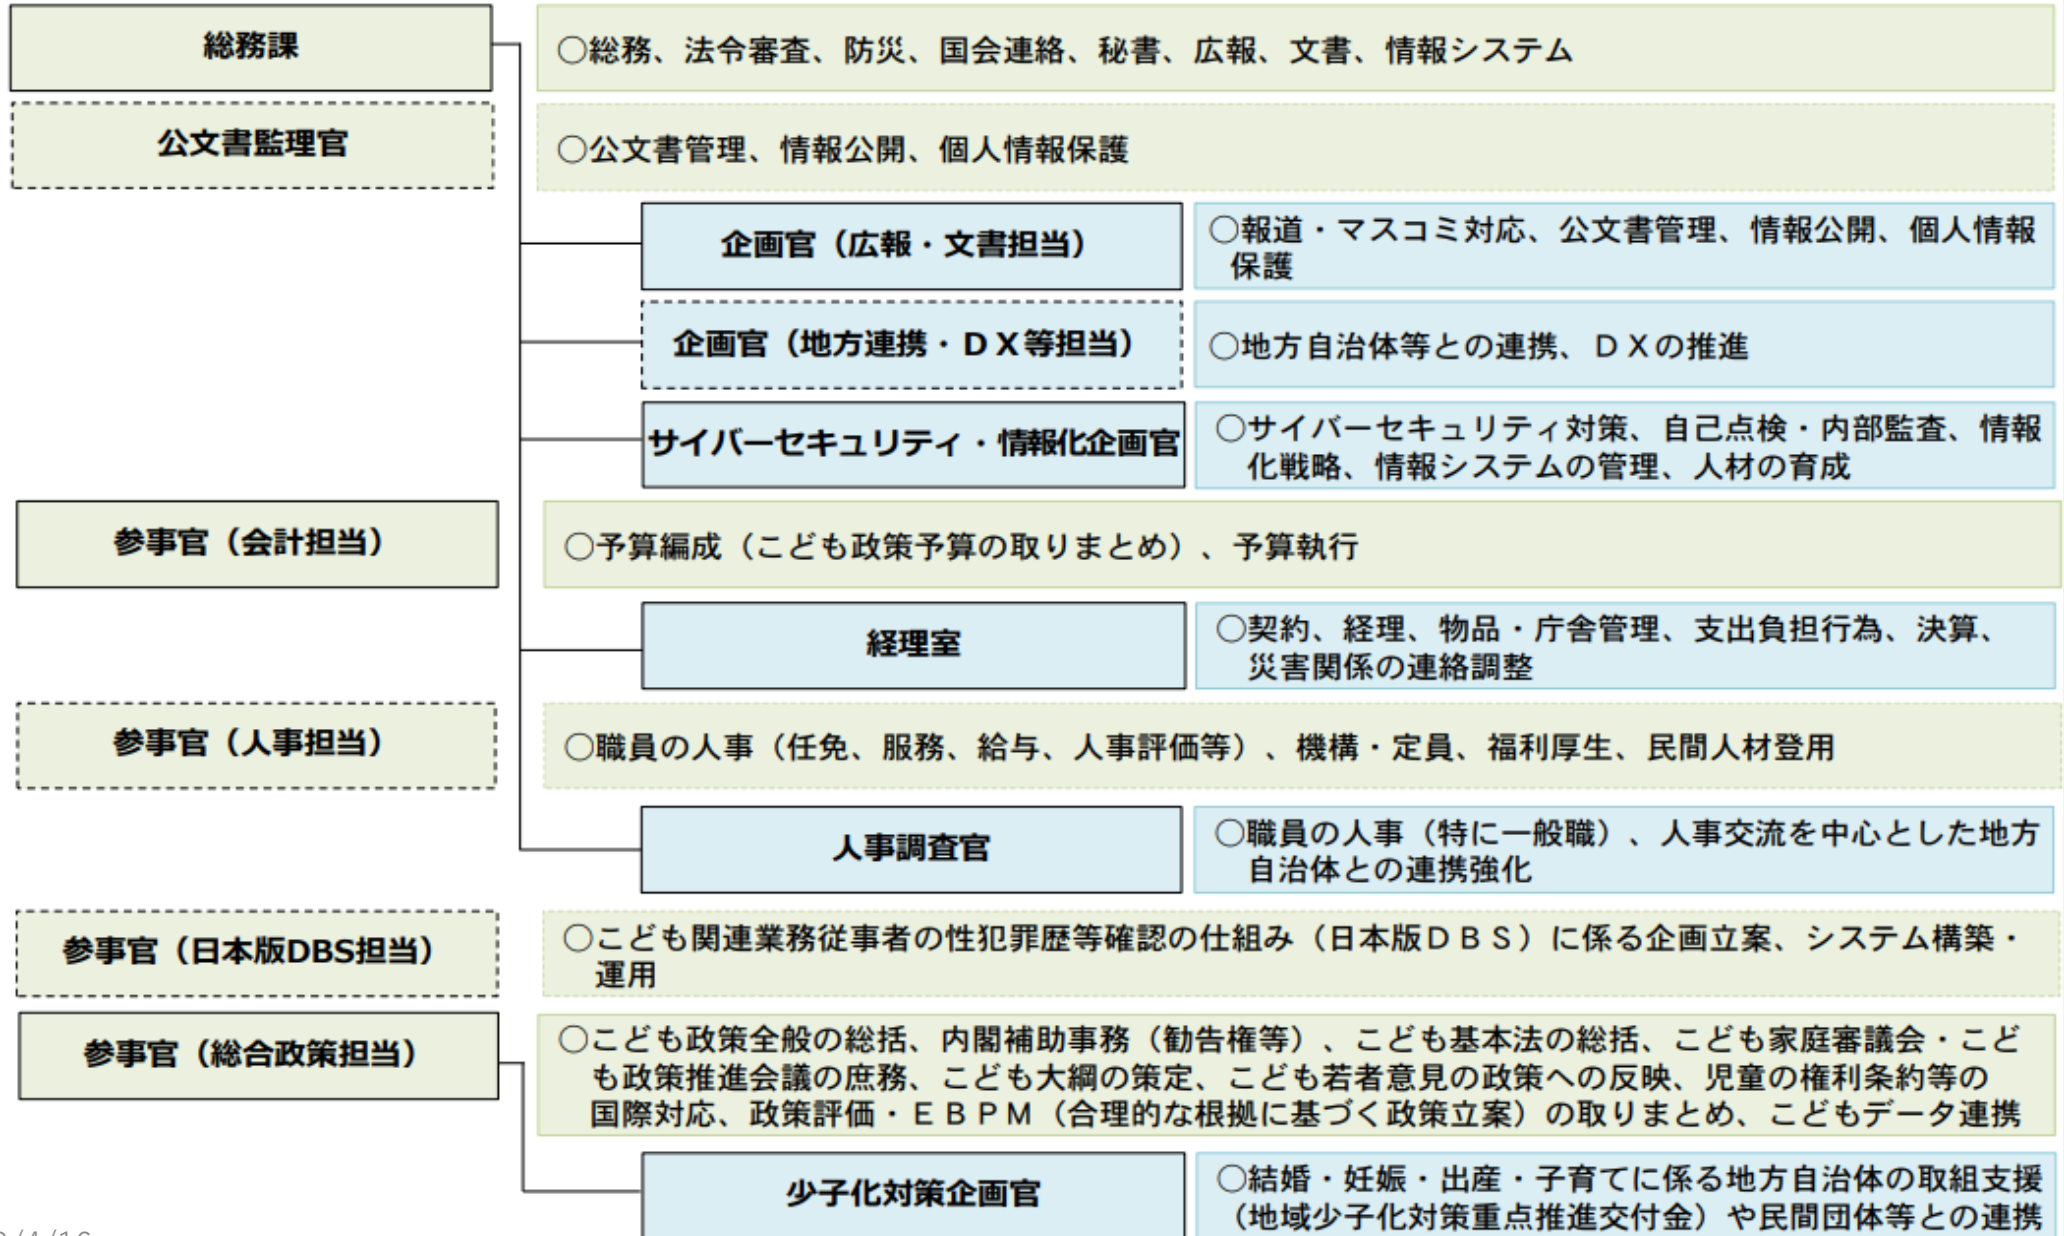 総務課
〇総務、法令審査、防災、国会連絡、秘書、広報、文書、情報システム
公文書監理官
〇公文書管理、情報公開、個人情報保護
企画官（広報・文書担当）
〇報道・マスコミ対応、公文書管理、情報公開、個人情報
保護
企画官（地方連携・ＤＸ等担当）
〇地方自治体等との連携、ＤＸの推進
サイバーセキュリティ・情報化企画官
〇サイバーセキュリティ対策、自己点検・内部監査、情報
化戦略、情報システムの管理、人材の育成
参事官（会計担当）
〇予算編成（こども政策予算の取りまとめ）、予算執行
経理室
〇契約、経理、物品・庁舎管理、支出負担行為、決算、
災害関係の連絡調整
参事官（人事担当）
〇職員の人事（任免、服務、給与、人事評価等）、機構・定員、福利厚生、民間人材登用
人事調査官
〇職員の人事（特に一般職）、人事交流を中心とした地方
自治体との連携強化
参事官（日本版DBS担当）
〇こども関連業務従事者の性犯罪歴等確認の仕組み（日本版ＤＢＳ）に係る企画立案、システム構築・
運用
参事官（総合政策担当）
〇こども政策全般の総括、内閣補助事務（勧告権等）、こども基本法の総括、こども家庭審議会・こど
も政策推進会議の庶務、こども大綱の策定、こども若者意見の政策への反映、児童の権利条約等の
国際対応、政策評価・ＥＢＰＭ（合理的な根拠に基づく政策立案）の取りまとめ、こどもデータ連携
少子化対策企画官
〇結婚・妊娠・出産・子育てに係る地方自治体の取組支援
（地域少子化対策重点推進交付金）や民間団体等との連携